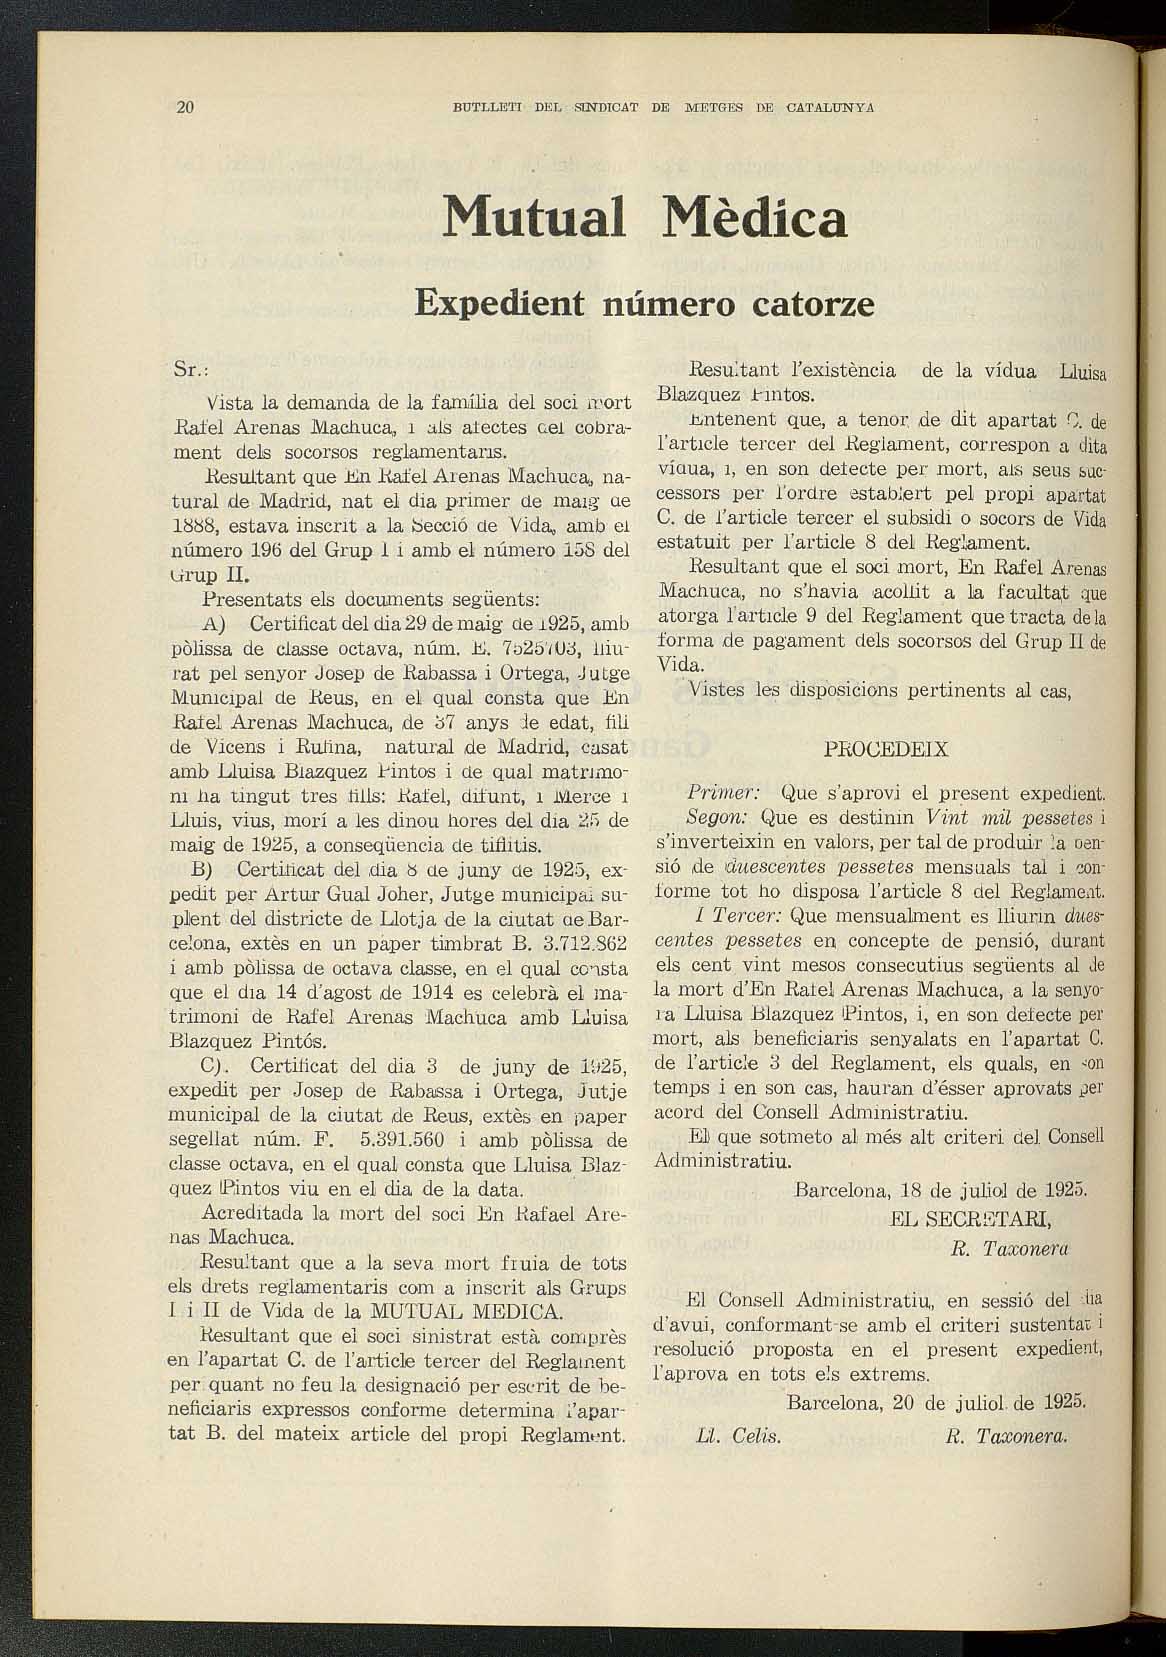 20
BUTLLETI DEL SINDICAT DE METGES DE CATALUNYA
Mutual Mèdica
Expedient número catorze
Sr.:
Vista la demanda de la família del soci mort
Rafel Arenas Machuca, i als afectes del cobra-
ment dels socorsos reglamentaris.
Resultant que En Rafel Arenas Machuca, na-
tural de Madrid, nat el dia primer de maig de
1888, estava inscrit a la Secció de Vida, amb el
número 196 del Grup I i amb el número 158 del
Grup II.
Presentats els documents següents:
A) Certificat del dia 29 de maig de 1925, amb
pòlissa de classe octava, núm. E. 7525703, lliu-
rat pel senyor Josep de Rabassa i Ortega, Jutge
Municipal de Reus, en el qual consta que En
Rafel Arenas Machuca, de 37 anys de edat, fill
de Vicens i Rufina, natural de Madrid, casat
amb Lluisa Blazquez Pintos i de qual matrimo-
ni ha tingut tres fills: Rafel, difunt, i Merce i
Lluis, vius, morí a les dinou hores del dia 25 de
maig de 1925, a conseqüencia de tiflitis.
B) Certificat del dia 8 de juny de 1925, ex-
pedit per Artur Gual Joher, Jutge municipal su-
plent del districte de Llotja de la ciutat de Bar-
celona, extès en un pàper timbrat B. 3.712.862
i amb pòlissa de octava classe, en el qual consta
que el dia 14 d'agost de 1914 es celebrà el ma-
trimoni de Rafel Arenas Machuca amb Lluisa
Blazquez Pintós.
C). Certificat del dia 3 de juny de 1925,
expedit per Josep de Rabassa i Ortega, Jutje
municipal de la ciutat de Reus, extès en paper
segellat núm. F. 5.391.560 i amb pòlissa de
classe octava, en el qual consta que Lluisa Blaz-
quez Pintos viu en el dia de la data.
Acreditada la mort del soci En Rafael Are-
nas Machuca.
Resultant que a la seva mort fruia de tots
els drets reglamentaris com a inscrit als Grups
I i II de Vida de la MUTUAL MEDICA.
Resultant que el soci sinistrat està comprès
en l'apartat C. de l'article tercer del Reglament
per quant no feu la designació per escrit de be-
neficiaris expressos conforme determina l'apar-
tat B. del mateix article del propi Reglament.
Resultant l'existència de la vídua Lluisa
Blazquez Pintos.
Entenent que, a tenor de dit apartat C. de
l'article tercer del Reglament, correspon a dita
vídua, i, en son defecte per mort, als seus suc-
cessors per l'ordre establert pel propi apartat
C. de l'article tercer el subsidi o socors de Vida
estatuit per l'article 8 del Reglament.
Resultant que el soci mort, En Rafel Arenas
Machuca, no s'havia acollit a la facultat que
atorga l'article 9 del Reglament que tracta de la
forma de pagament dels socorsos del Grup II de
Vida.
Vistes les disposicions pertinents al cas,
PROCEDEIX
Primer: Que s'aprovi el present expedient.
Segon: Que es destinin Vint mil pessetes i
s'inverteixin en valors, per tal de produir la pen-
sió de duescentes pessetes mensuals tal i con-
forme tot ho disposa l'article 8 del Reglament.
I Tercer: Que mensualment es lliurin dues-
centes pessetes en concepte de pensió, durant
els cent vint mesos consecutius següents al de
la mort d'En Rafel Arenas Machuca, a la senyo-
ra Lluisa Blazquez Pintos, i, en son defecte per
mort, als beneficiaris senyalats en l'apartat C.
de l'article 3 del Reglament, els quals, en son
temps i en son cas, hauran d'ésser aprovats per
acord del Consell Administratiu.
El que sotmeto al més alt criteri del Consell
Administratiu.
Barcelona, 18 de juliol de 1925.
EL SECRETARI,
R. Taxonera
El Consell Administratiu, en sessió del dia
d'avui, conformant-se amb el criteri sustentat i
resolució proposta en el present expedient,
l'aprova en tots els extrems.
Barcelona, 20 de juliol de 1925.
Ll. Celis. R. Taxonera.